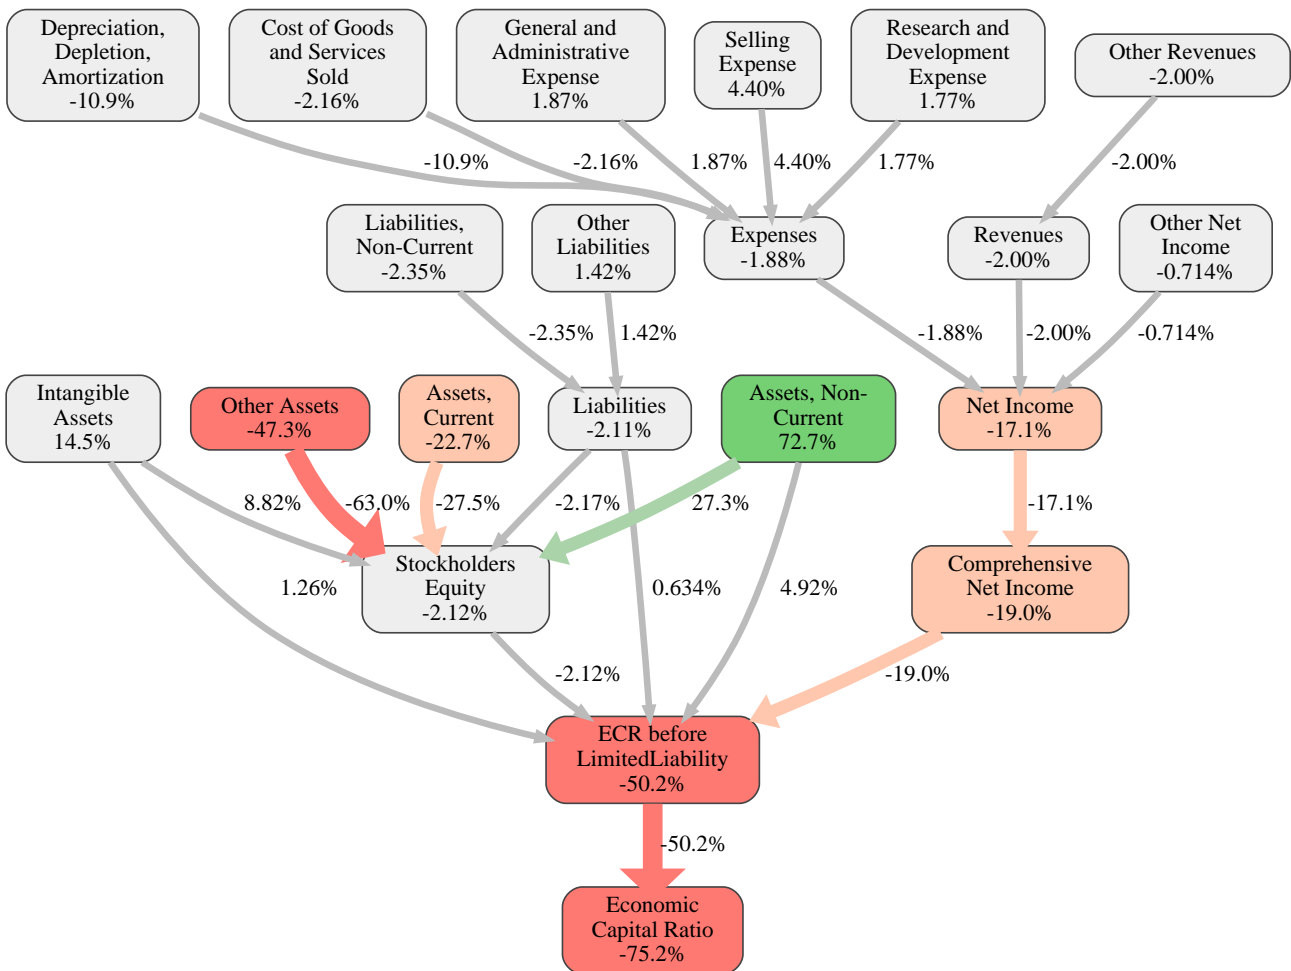 Depreciation,
Depletion,
Amortization
-10.9%
Cost of Goods
and Services
Sold
-2.16%
General and
Administrative
Expense
1.87%
Selling
Expense
4.40%
Research and
Development
Expense
1.77%
Other Revenues
-2.00%
-10.9%
-2.16%
1.87%
4.40%
1.77%
-2.00%
Liabilities,
Non-Current
-2.35%
Other
Liabilities
1.42%
Expenses
-1.88%
Revenues
-2.00%
Other Net
Income
-0.714%
-2.35%
1.42%
-1.88%
-2.00%
-0.714%
Intangible
Assets
14.5%
Other Assets
-47.3%
Assets,
Current
-22.7%
Liabilities
-2.11%
Assets, Non-
Current
72.7%
Net Income
-17.1%
8.82%
-63.0%
-27.5%
-2.17%
27.3%
-17.1%
Stockholders
Equity
-2.12%
Comprehensive
Net Income
-19.0%
1.26%
0.634%
4.92%
-2.12%
-19.0%
ECR before
LimitedLiability
-50.2%
-50.2%
Economic
Capital Ratio
-75.2%